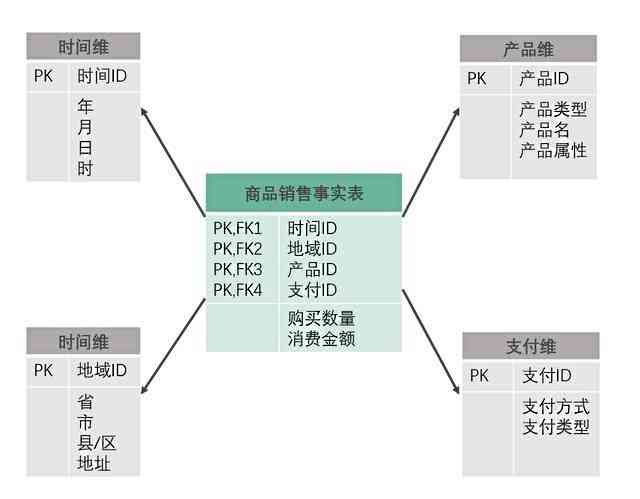 时间维
PK 时间ID
年
月
日
时
产品维
PK 产品ID
产品类型
产品名
产品属性
商品销售事实表
PK,FK1 时间ID
PK,FK2 地域ID
PK,FK3 产品ID
PK,FK4 支付ID
购买数量
消费金额
时间维
PK 地域ID
省
市
县/区
地址
支付维
PK 支付ID
支付方式
支付类型